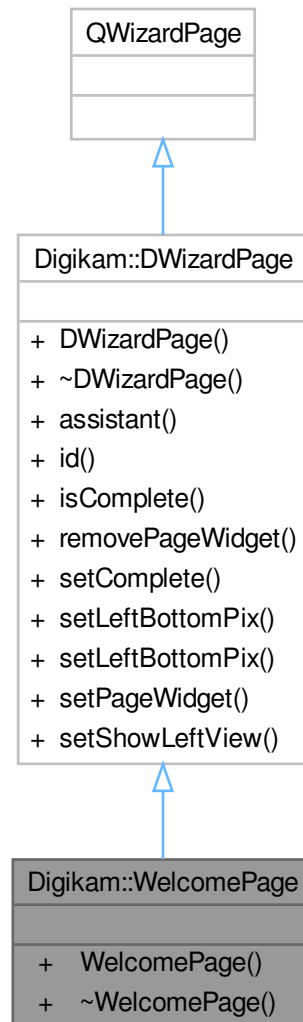 QWizardPage
Digikam::DWizardPage
+ DWizardPage()
+ ~DWizardPage()
+ assistant()
+ id()
+ isComplete()
+ removePageWidget()
+ setComplete()
+ setLeftBottomPix()
+ setLeftBottomPix()
+ setPageWidget()
+ setShowLeftView()
Digikam::WelcomePage
+ WelcomePage()
+ ~WelcomePage()